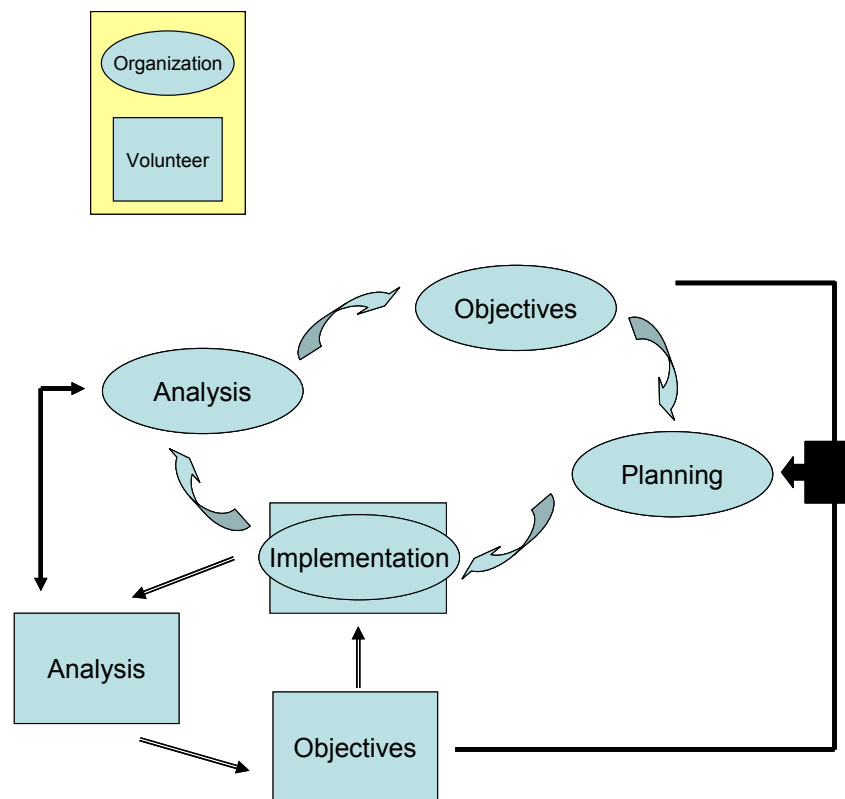 Organization
Volunteer
Objectives
Analysis
Planning
Implementation
Analysis
Objectives